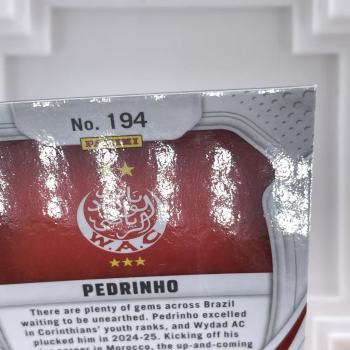 No. 194
PANINI
W.A.C
PEDRINHO
There are plenty of gems across Brazil
waiting to be unearthed. Pedrinho excelled
in Corinthians' youth ranks, and Wydad AC
plucked him in 2024-25. Kicking off his
career in Morocco, the up-and-coming